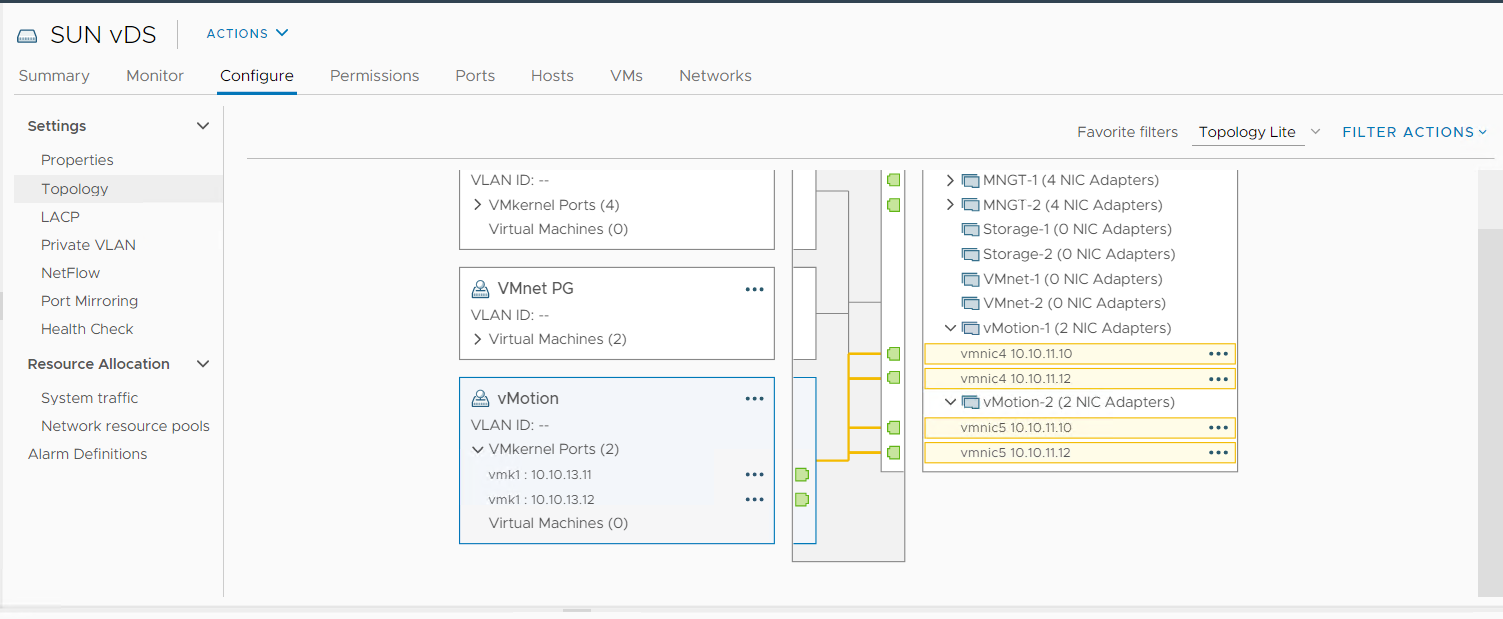 SUN vDS
ACTIONS
Summary Monitor Configure Permissions Ports Hosts VMs Networks
Settings
Properties
Topology
LACP
Private VLAN
NetFlow
Port Mirroring
Health Check
Resource Allocation
System traffic
Network resource pools
Alarm Definitions
Favorite filters Topology Lite FILTER ACTIONS
VLAN ID: --
VMkernel Ports (4)
Virtual Machines (0)
VMnet PG
VLAN ID: --
Virtual Machines (2)
vMotion
VLAN ID: --
VMkernel Ports (2)
vmk1 : 10.10.13.11
vmk1 : 10.10.13.12
Virtual Machines (0)
MNGT-1 (4 NIC Adapters)
MNGT-2 (4 NIC Adapters)
Storage-1 (0 NIC Adapters)
Storage-2 (0 NIC Adapters)
VMnet-1 (0 NIC Adapters)
VMnet-2 (0 NIC Adapters)
vMotion-1 (2 NIC Adapters)
vmnic4 10.10.11.10
vmnic4 10.10.11.12
vMotion-2 (2 NIC Adapters)
vmnic5 10.10.11.10
vmnic5 10.10.11.12